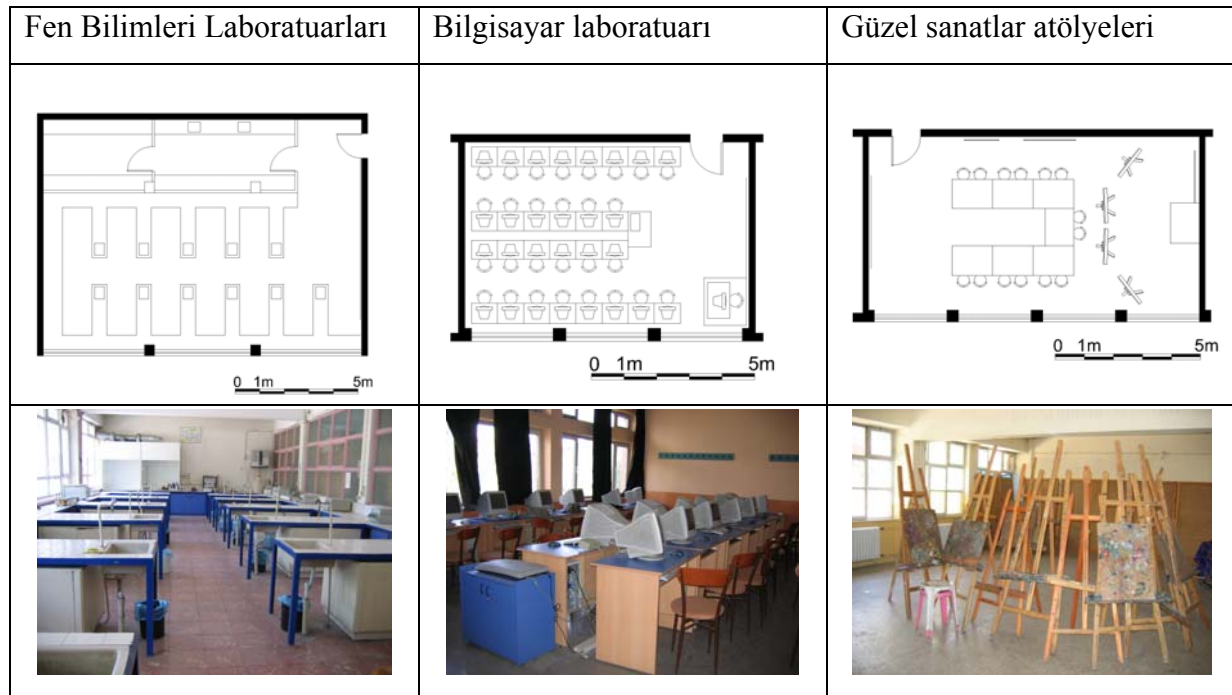 Fen Bilimleri Laboratuarları
Bilgisayar laboratuarı
Güzel sanatlar atölyeleri
0 1m 5m
0 1m 5m
0 1m 5m